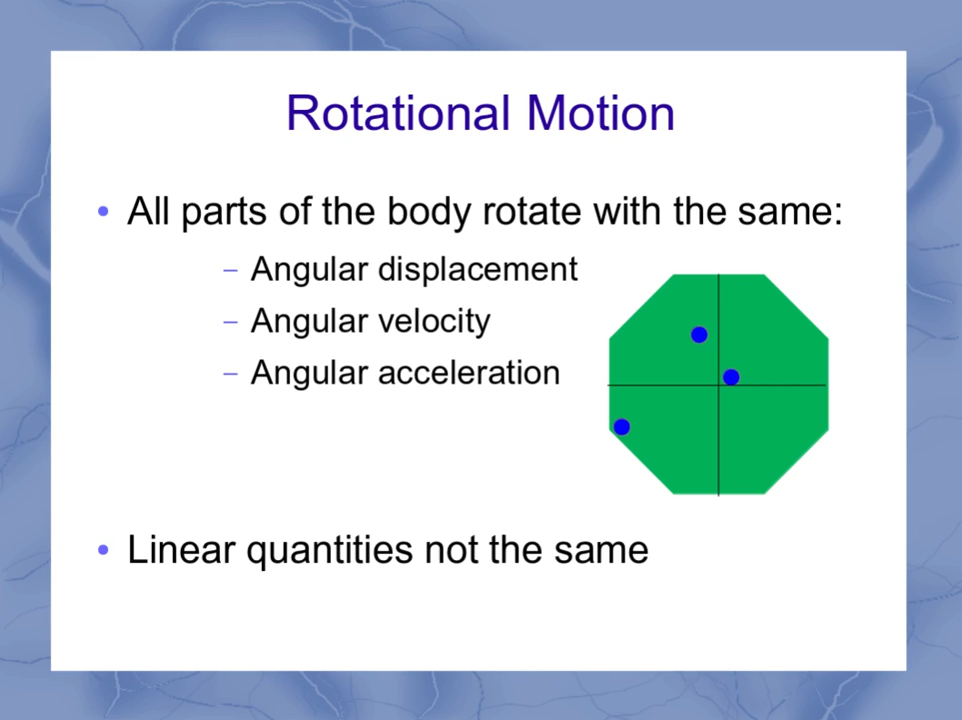 Rotational Motion
• All parts of the body rotate with the same:
– Angular displacement
– Angular velocity
– Angular acceleration
• Linear quantities not the same